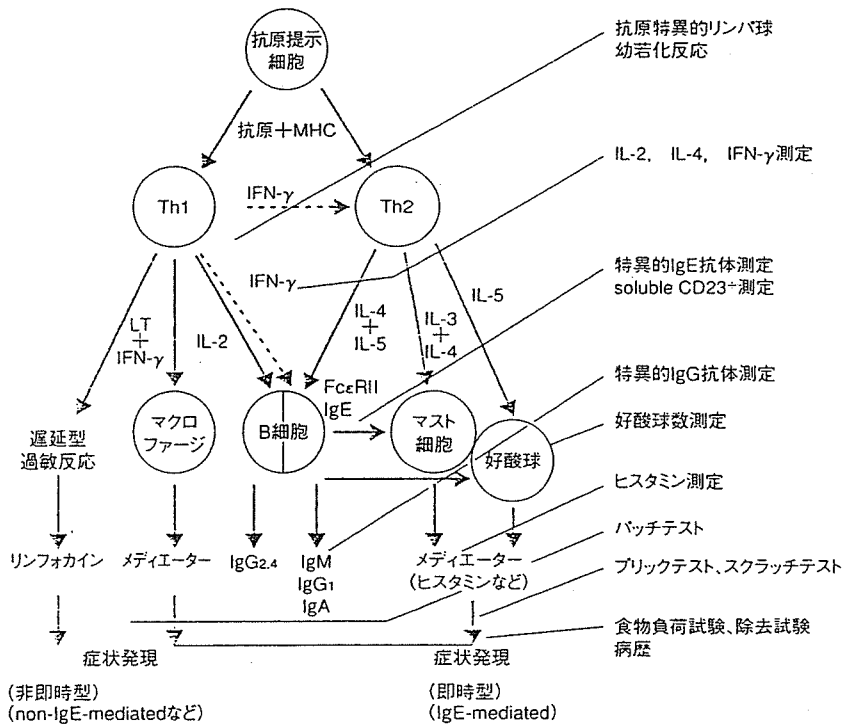 抗原提示
細胞
抗原+MHC
Th1
IFN-γ
Th2
IFN-γ
LT
+
IFN-γ
IL-2
IL-4
+
IL-5
IL-3
+
IL-4
IL-5
遅延型
過敏反応
マクロ
ファージ
B細胞
FcεRII
IgE
マスト
細胞
好酸球
リンフォカイン
メディエーター
IgG2.4
IgM
IgG1
IgA
メディエーター
(ヒスタミンなど)
症状発現
症状発現
(非即時型)
(non-IgE-mediatedなど)
(即時型)
(IgE-mediated)
抗原特異的リンパ球
幼若化反応
IL-2, IL-4, IFN-γ測定
特異的IgE抗体測定
soluble CD23+測定
特異的IgG抗体測定
好酸球数測定
ヒスタミン測定
パッチテスト
プリックテスト、スクラッチテスト
食物負荷試験、除去試験
病歴